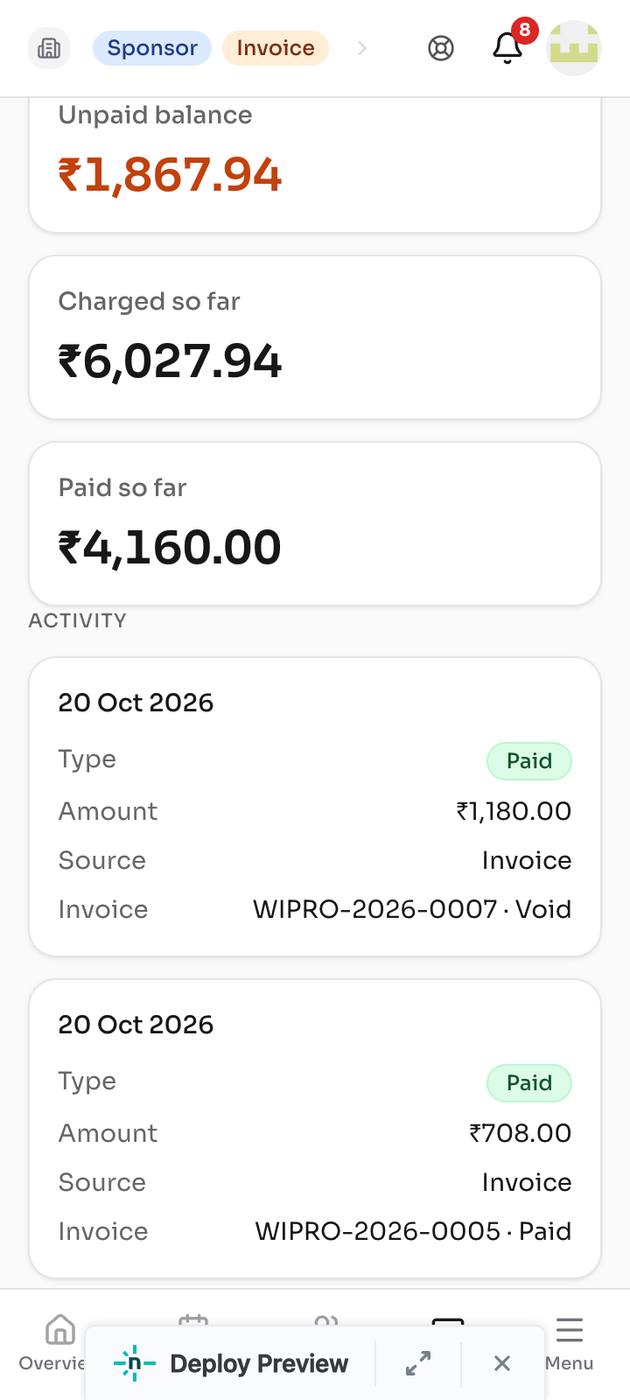 Sponsor Invoice 8
Unpaid balance
₹1,867.94
Charged so far
₹6,027.94
Paid so far
₹4,160.00
ACTIVITY
20 Oct 2026
Type Paid
Amount ₹1,180.00
Source Invoice
Invoice WIPRO-2026-0007 · Void
20 Oct 2026
Type Paid
Amount ₹708.00
Source Invoice
Invoice WIPRO-2026-0005 · Paid
n Deploy Preview
Menu